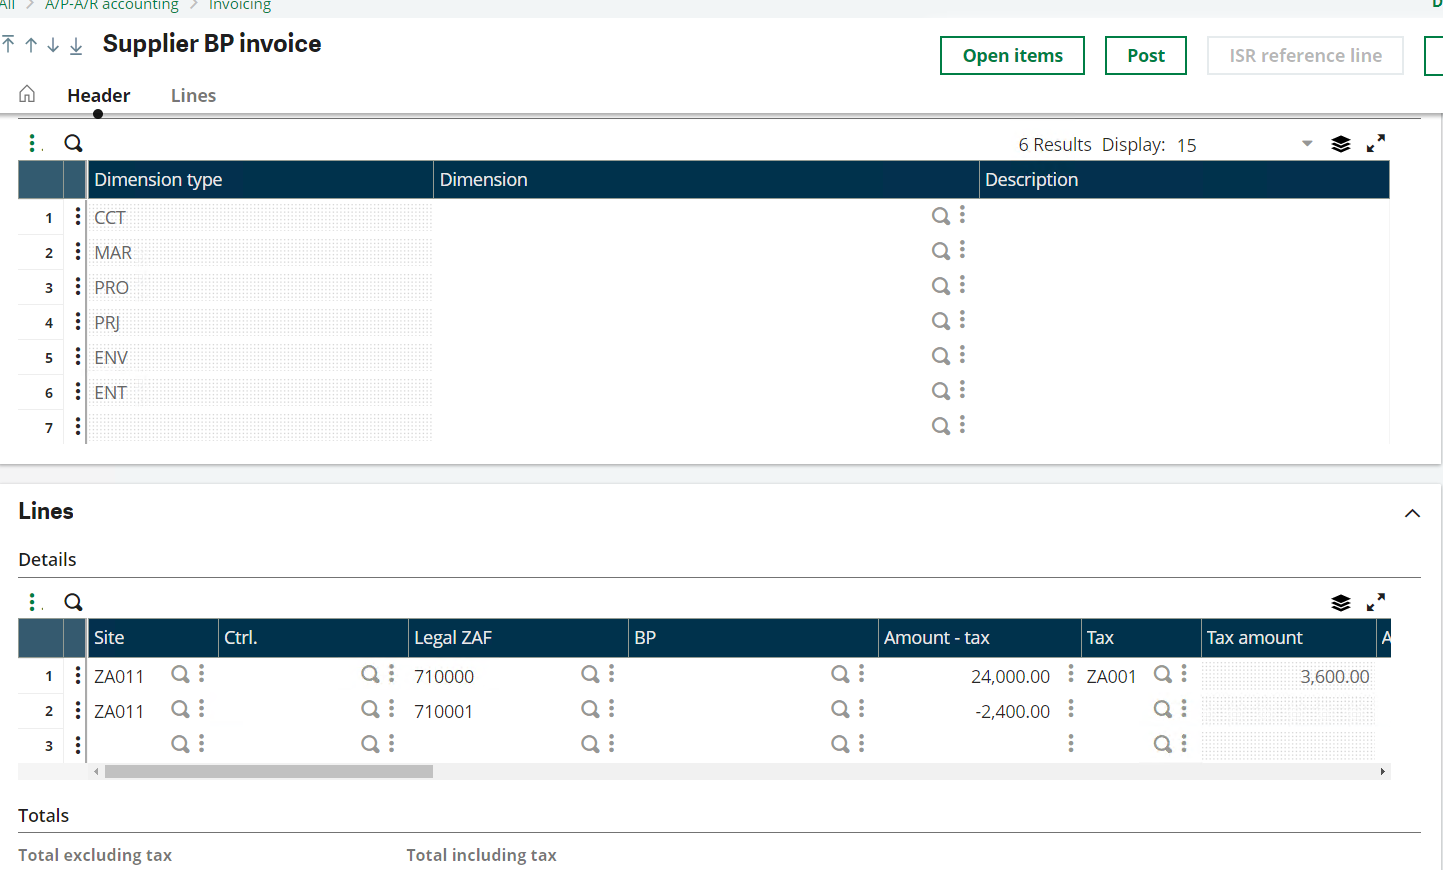 All > A/P-A/R accounting > Invoicing
Supplier BP invoice
Open items
Post
ISR reference line
Header
Lines
6 Results Display: 15
Dimension type Dimension Description
1 CCT
2 MAR
3 PRO
4 PRJ
5 ENV
6 ENT
7
Lines
Details
Site Ctrl. Legal ZAF BP Amount - tax Tax Tax amount A
1 ZA011 710000 24,000.00 ZA001 3,600.00
2 ZA011 710001 -2,400.00
3
Totals
Total excluding tax Total including tax